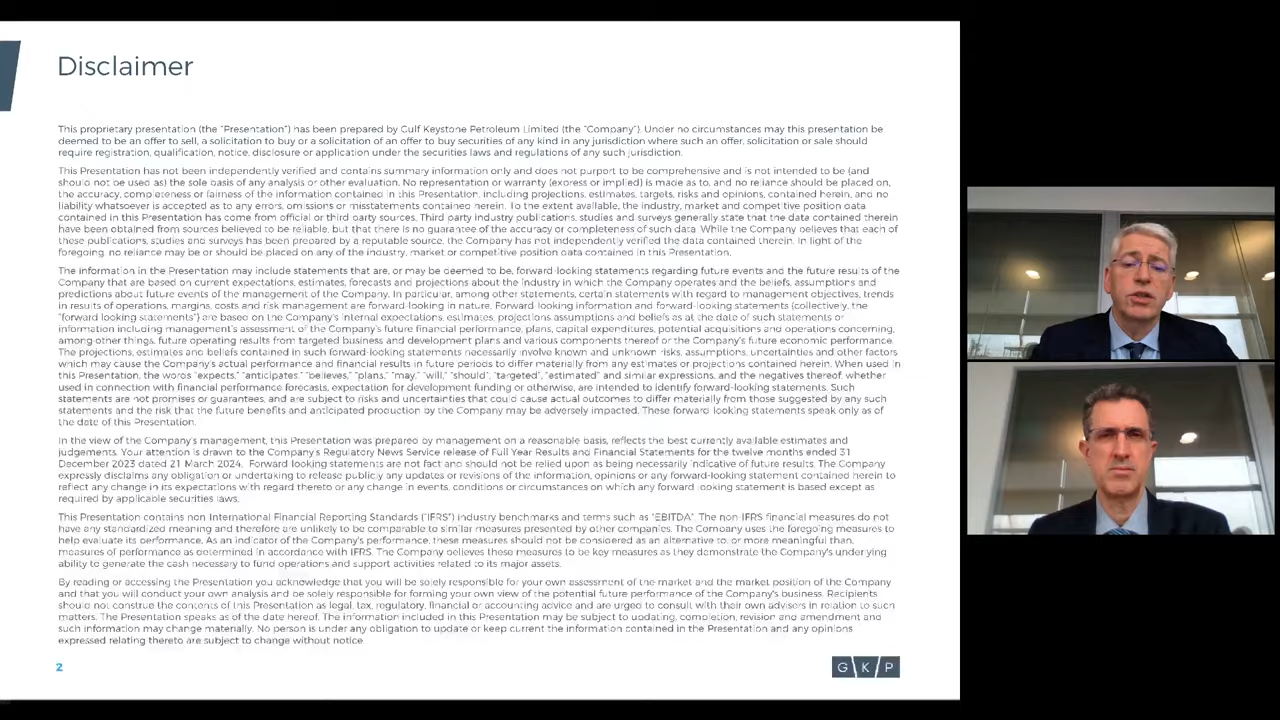 Disclaimer
This proprietary presentation (the "Presentation") has been prepared by Gulf Keystone Petroleum Limited (the "Company"). Under no circumstances may this presentation be
deemed to be an offer to sell, a solicitation to buy or a solicitation of an offer to buy securities of any kind in any jurisdiction where such an offer, solicitation or sale should
require registration, qualification, notice, disclosure or application under the securities laws and regulations of any such jurisdiction.
This Presentation has not been independently verified and contains summary information only and does not purport to be comprehensive and is not intended to be (and
should not be used as) the sole basis of any analysis or other evaluation. No representation or warranty (express or implied) is made as to, and no reliance should be placed on,
the accuracy, completeness or fairness of the information contained in this Presentation, including projections, estimates, targets, risks and opinions, contained herein, and no
liability whatsoever is accepted as to any errors, omissions or misstatements contained herein. To the extent available, the industry, market and competitive position data
contained in this Presentation has come from official or third party sources. Third party industry publications, studies and surveys generally state that the data contained therein
have been obtained from sources believed to be reliable, but that there is no guarantee of the accuracy or completeness of such data. While the Company believes that each of
these publications, studies and surveys has been prepared by a reputable source, the Company has not independently verified the data contained therein. In light of the
foregoing, no reliance may be or should be placed on any of the industry, market or competitive position data contained in this Presentation.
The information in the Presentation may include statements that are, or may be deemed to be, forward-looking statements regarding future events and the future results of the
Company that are based on current expectations, estimates, forecasts and projections about the industry in which the Company operates and the beliefs, assumptions and
predictions about future events of the management of the Company. In particular, among other statements, certain statements with regard to management objectives, trends
in results of operations, margins, costs and risk management are forward-looking in nature. Forward-looking information and forward-looking statements (collectively, the
"forward looking statements") are based on the Company's internal expectations, estimates, projections assumptions and beliefs as at the date of such statements or
information including management's assessment of the Company's future financial performance, plans, capital expenditures, potential acquisitions and operations concerning,
among other things, future operating results from targeted business and development plans and various components thereof or the Company's future economic performance.
The projections, estimates and beliefs contained in such forward-looking statements necessarily involve known and unknown risks, assumptions, uncertainties and other factors
which may cause the Company's actual performance and financial results in future periods to differ materially from any estimates or projections contained herein. When used in
this Presentation, the words "expects," "anticipates," "believes," "plans," "may," "will," "should", "targeted", "estimated" and similar expressions, and the negatives thereof, whether
used in connection with financial performance forecasts, expectation for development funding or otherwise, are intended to identify forward-looking statements. Such
statements are not promises or guarantees, and are subject to risks and uncertainties that could cause actual outcomes to differ materially from those suggested by any such
statements and the risk that the future benefits and anticipated production by the Company may be adversely impacted. These forward-looking statements speak only as of
the date of this Presentation.
In the view of the Company's management, this Presentation was prepared by management on a reasonable basis, reflects the best currently available estimates and
judgements. Your attention is drawn to the Company's Regulatory News Service release of Full Year Results and Financial Statements for the twelve months ended 31
December 2023 dated 21 March 2024. Forward looking statements are not fact and should not be relied upon as being necessarily indicative of future results. The Company
expressly disclaims any obligation or undertaking to release publicly any updates or revisions of the information, opinions or any forward-looking statement contained herein to
reflect any change in its expectations with regard thereto or any change in events, conditions or circumstances on which any forward looking statement is based except as
required by applicable securities laws.
This Presentation contains non-International Financial Reporting Standards ("IFRS") industry benchmarks and terms such as "EBITDA". The non-IFRS financial measures do not
have any standardized meaning and therefore are unlikely to be comparable to similar measures presented by other companies. The Company uses the foregoing measures to
help evaluate its performance. As an indicator of the Company's performance, these measures should not be considered as an alternative to, or more meaningful than,
measures of performance as determined in accordance with IFRS. The Company believes these measures to be key measures as they demonstrate the Company's underlying
ability to generate the cash necessary to fund operations and support activities related to its major assets.
By reading or accessing the Presentation you acknowledge that you will be solely responsible for your own assessment of the market and the market position of the Company
and that you will conduct your own analysis and be solely responsible for forming your own view of the potential future performance of the Company's business. Recipients
should not construe the contents of this Presentation as legal, tax, regulatory, financial or accounting advice and are urged to consult with their own advisers in relation to such
matters. The Presentation speaks as of the date hereof. The information included in this Presentation may be subject to updating, completion, revision and amendment and
such information may change materially. No person is under any obligation to update or keep current the information contained in the Presentation and any opinions
expressed relating thereto are subject to change without notice.
2
GKP